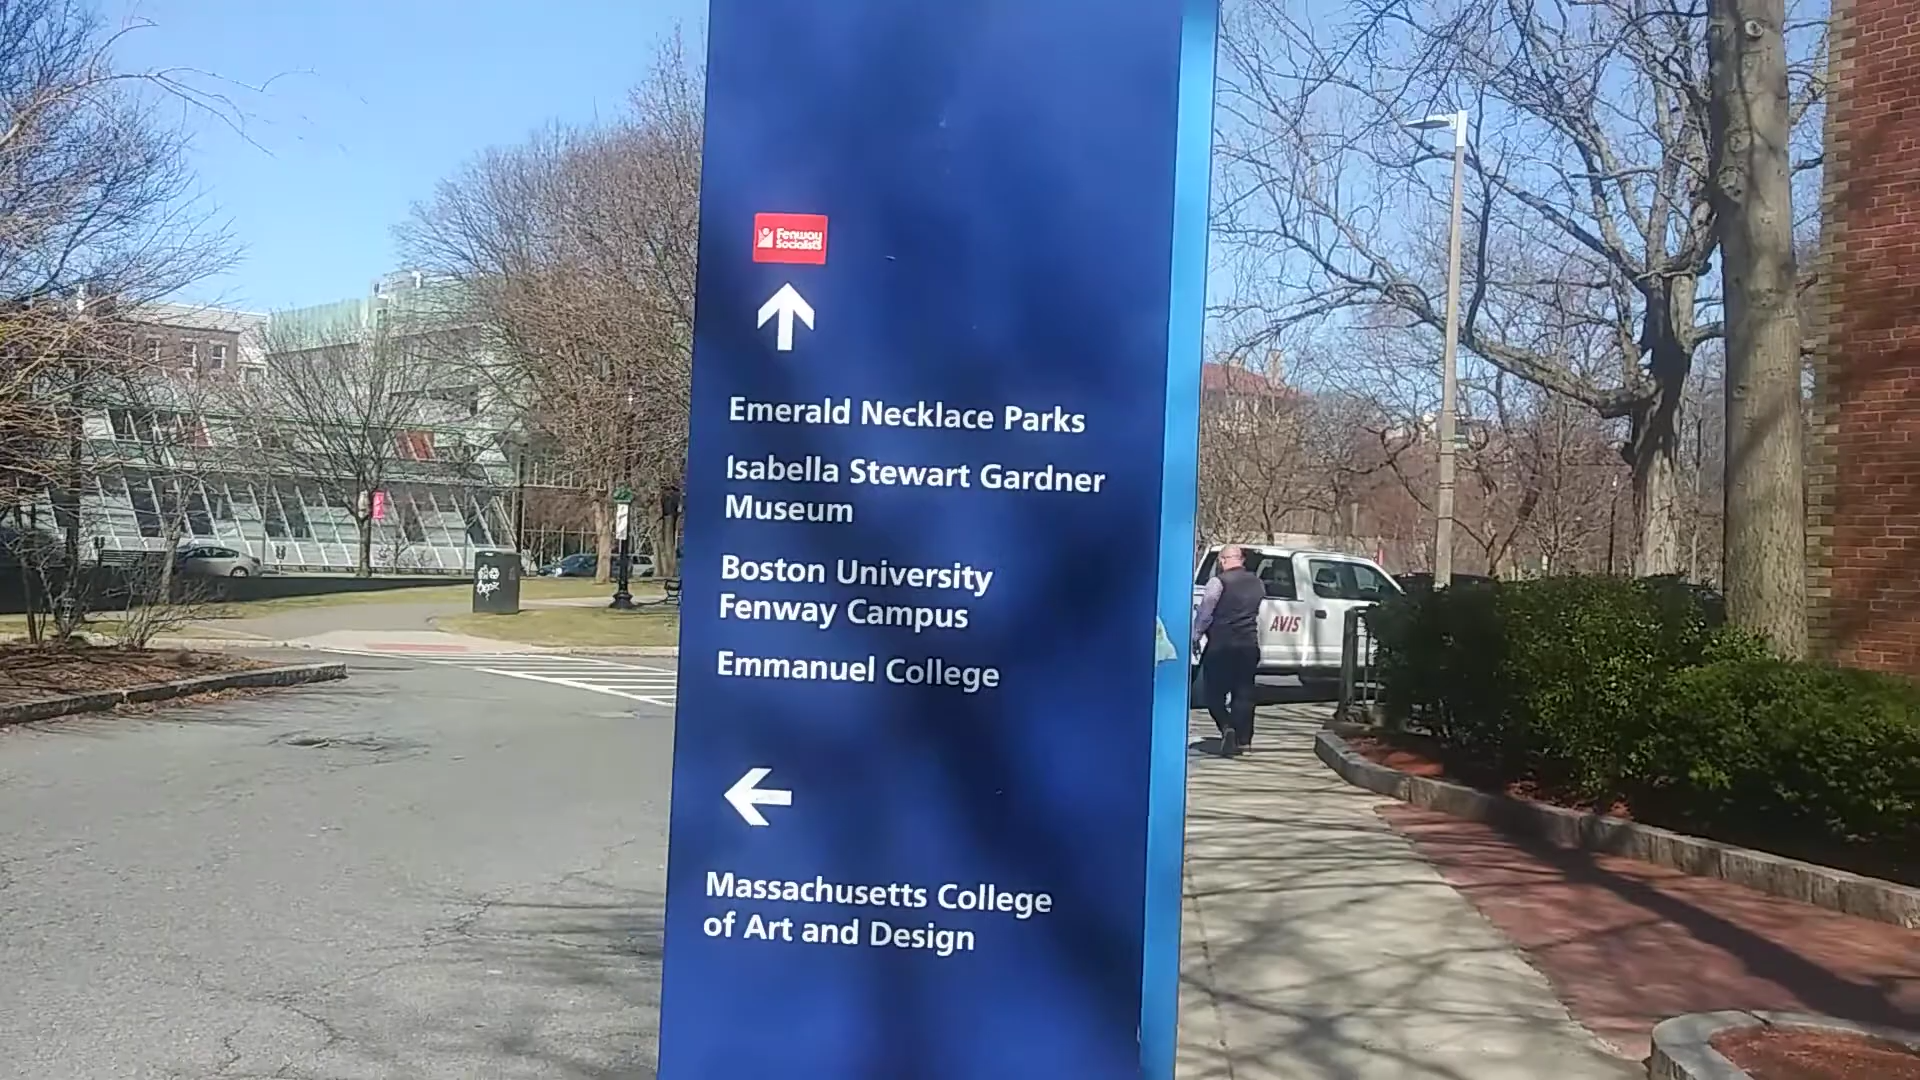 Fenway
Socialists
Emerald Necklace Parks
Isabella Stewart Gardner
Museum
Boston University
Fenway Campus
Emmanuel College
Massachusetts College
of Art and Design
AVIS